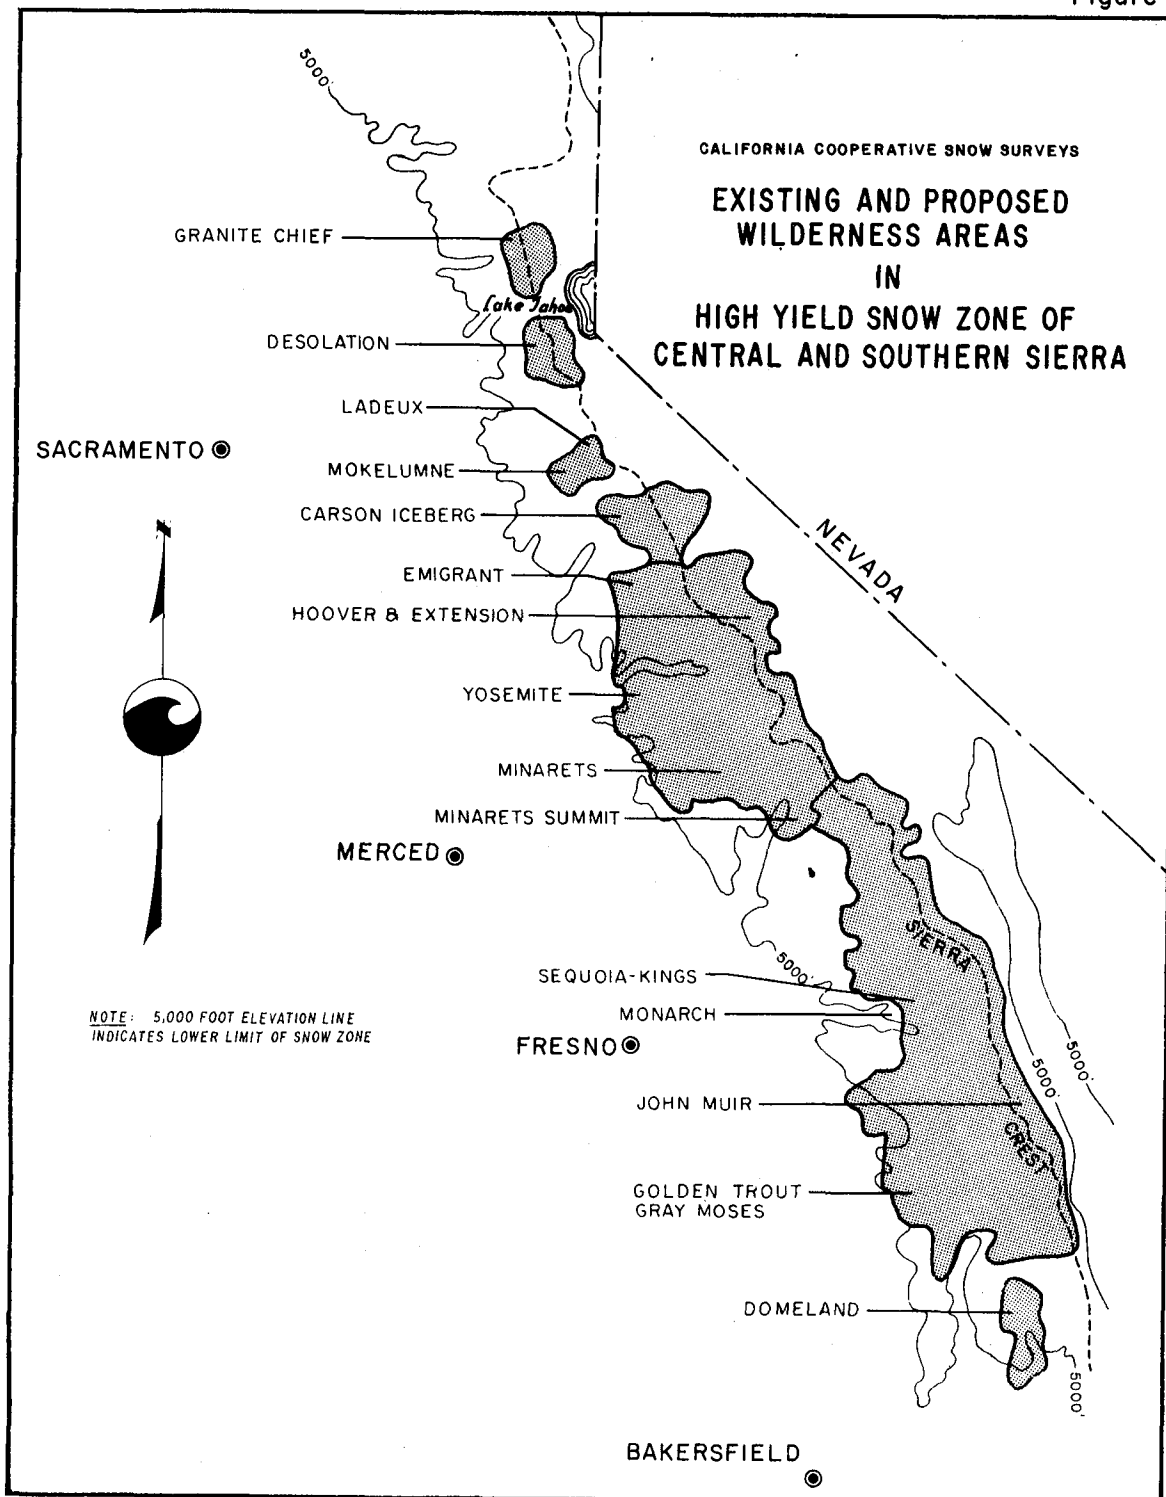 Figure
5000'
CALIFORNIA COOPERATIVE SNOW SURVEYS
EXISTING AND PROPOSED
WILDERNESS AREAS
IN
HIGH YIELD SNOW ZONE OF
CENTRAL AND SOUTHERN SIERRA
GRANITE CHIEF
Lake Tahoe
DESOLATION
LADEUX
SACRAMENTO
MOKELUMNE
CARSON ICEBERG
N
NEVADA
EMIGRANT
HOOVER & EXTENSION
YOSEMITE
MINARETS
MINARETS SUMMIT
MERCED
SIERRA
5000'
SEQUOIA-KINGS
MONARCH
NOTE: 5,000 FOOT ELEVATION LINE
INDICATES LOWER LIMIT OF SNOW ZONE
FRESNO
5000'
5000'
JOHN MUIR
CREST
GOLDEN TROUT
GRAY MOSES
DOMELAND
5000'
BAKERSFIELD